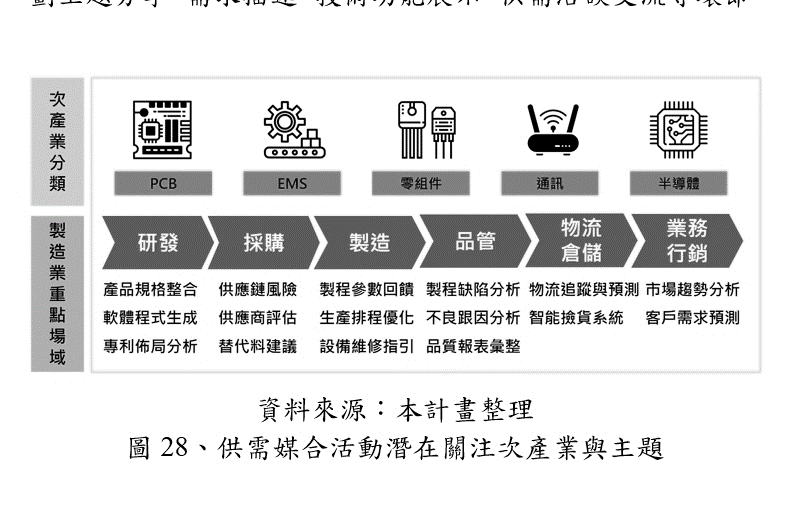 次產業分類
PCB
EMS
零組件
通訊
半導體
製造業重點場域
研發
採購
製造
品管
物流
倉儲
業務
行銷
產品規格整合
軟體程式生成
專利佈局分析
供應鏈風險
供應商評估
替代料建議
製程參數回饋
生產排程優化
設備維修指引
製程缺陷分析
不良跟因分析
品質報表彙整
物流追蹤與預測
智能撿貨系統
市場趨勢分析
客戶需求預測
資料來源：本計畫整理
圖 28、供需媒合活動潛在關注次產業與主題